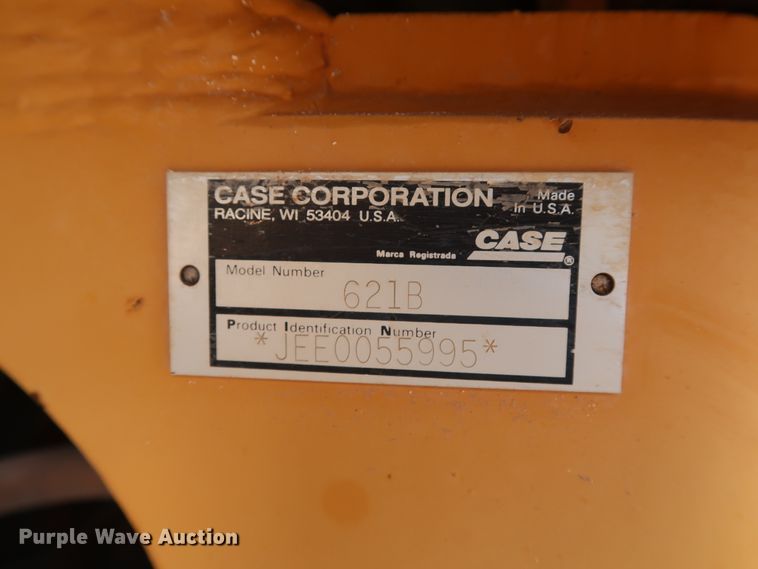 CASE CORPORATION
RACINE, WI 53404 U.S.A.
Made
in U.S.A.
CASE®
Marca Registrada
Model Number
621B
Product Identification Number
*JEE0055995*
Purple Wave Auction